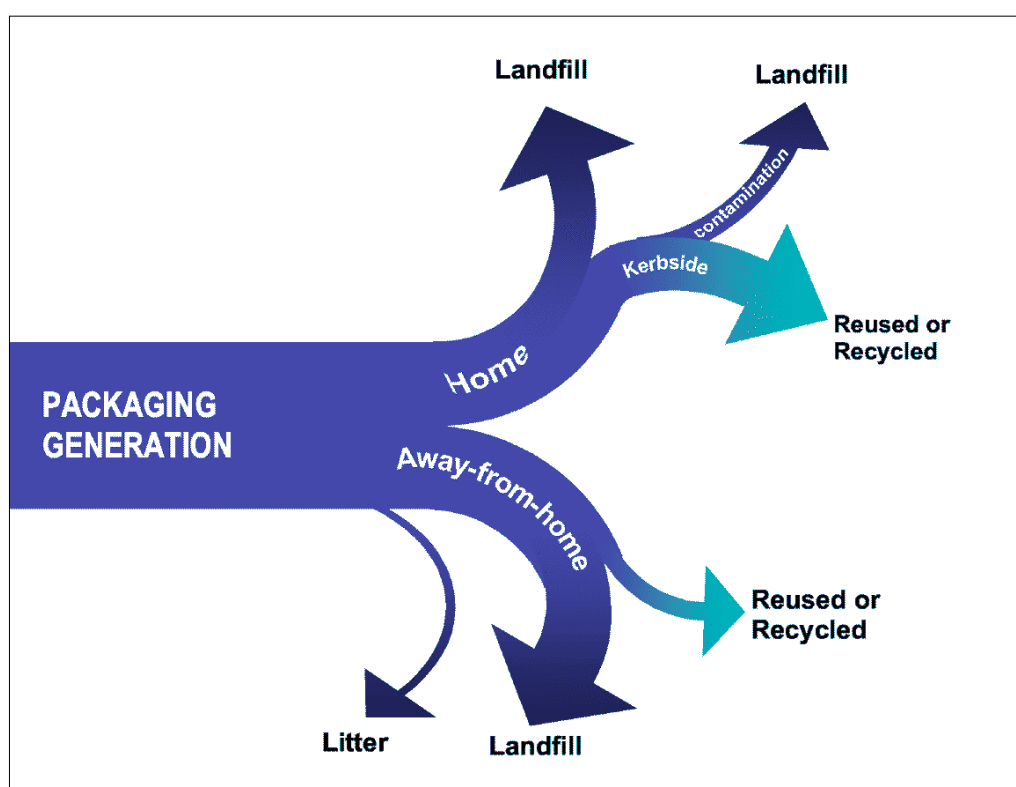 Landfill
Landfill
contamination
Kerbside
Reused or
Recycled
Home
PACKAGING
GENERATION
Away-from-home
Reused or
Recycled
Litter
Landfill